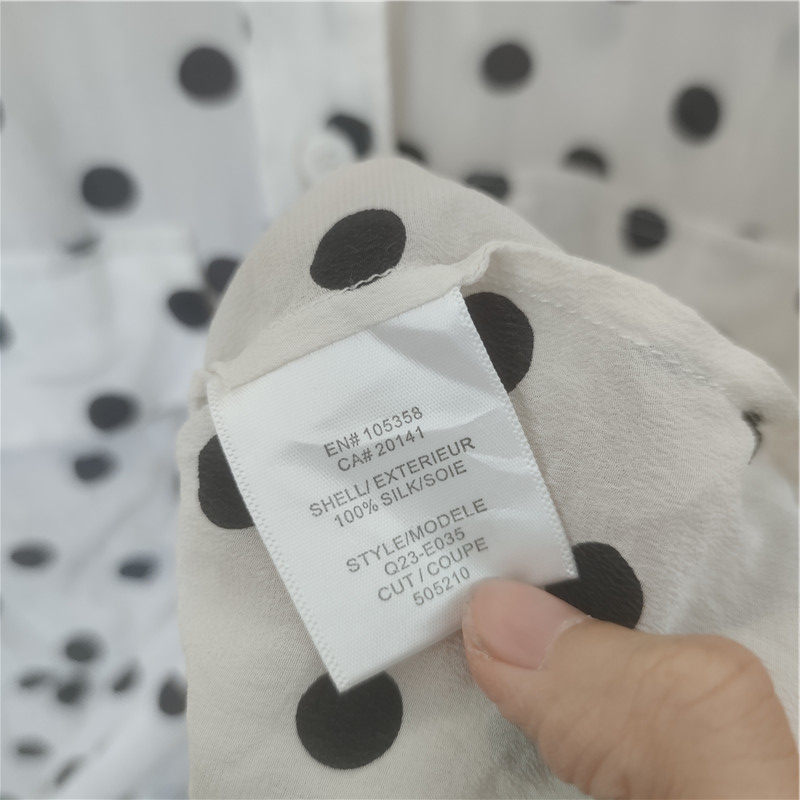 EN# 105358
CA# 20141
SHELL/ EXTERIEUR
100% SILK/SOIE
STYLE/MODELE
Q23-E035
CUT / COUPE
505210